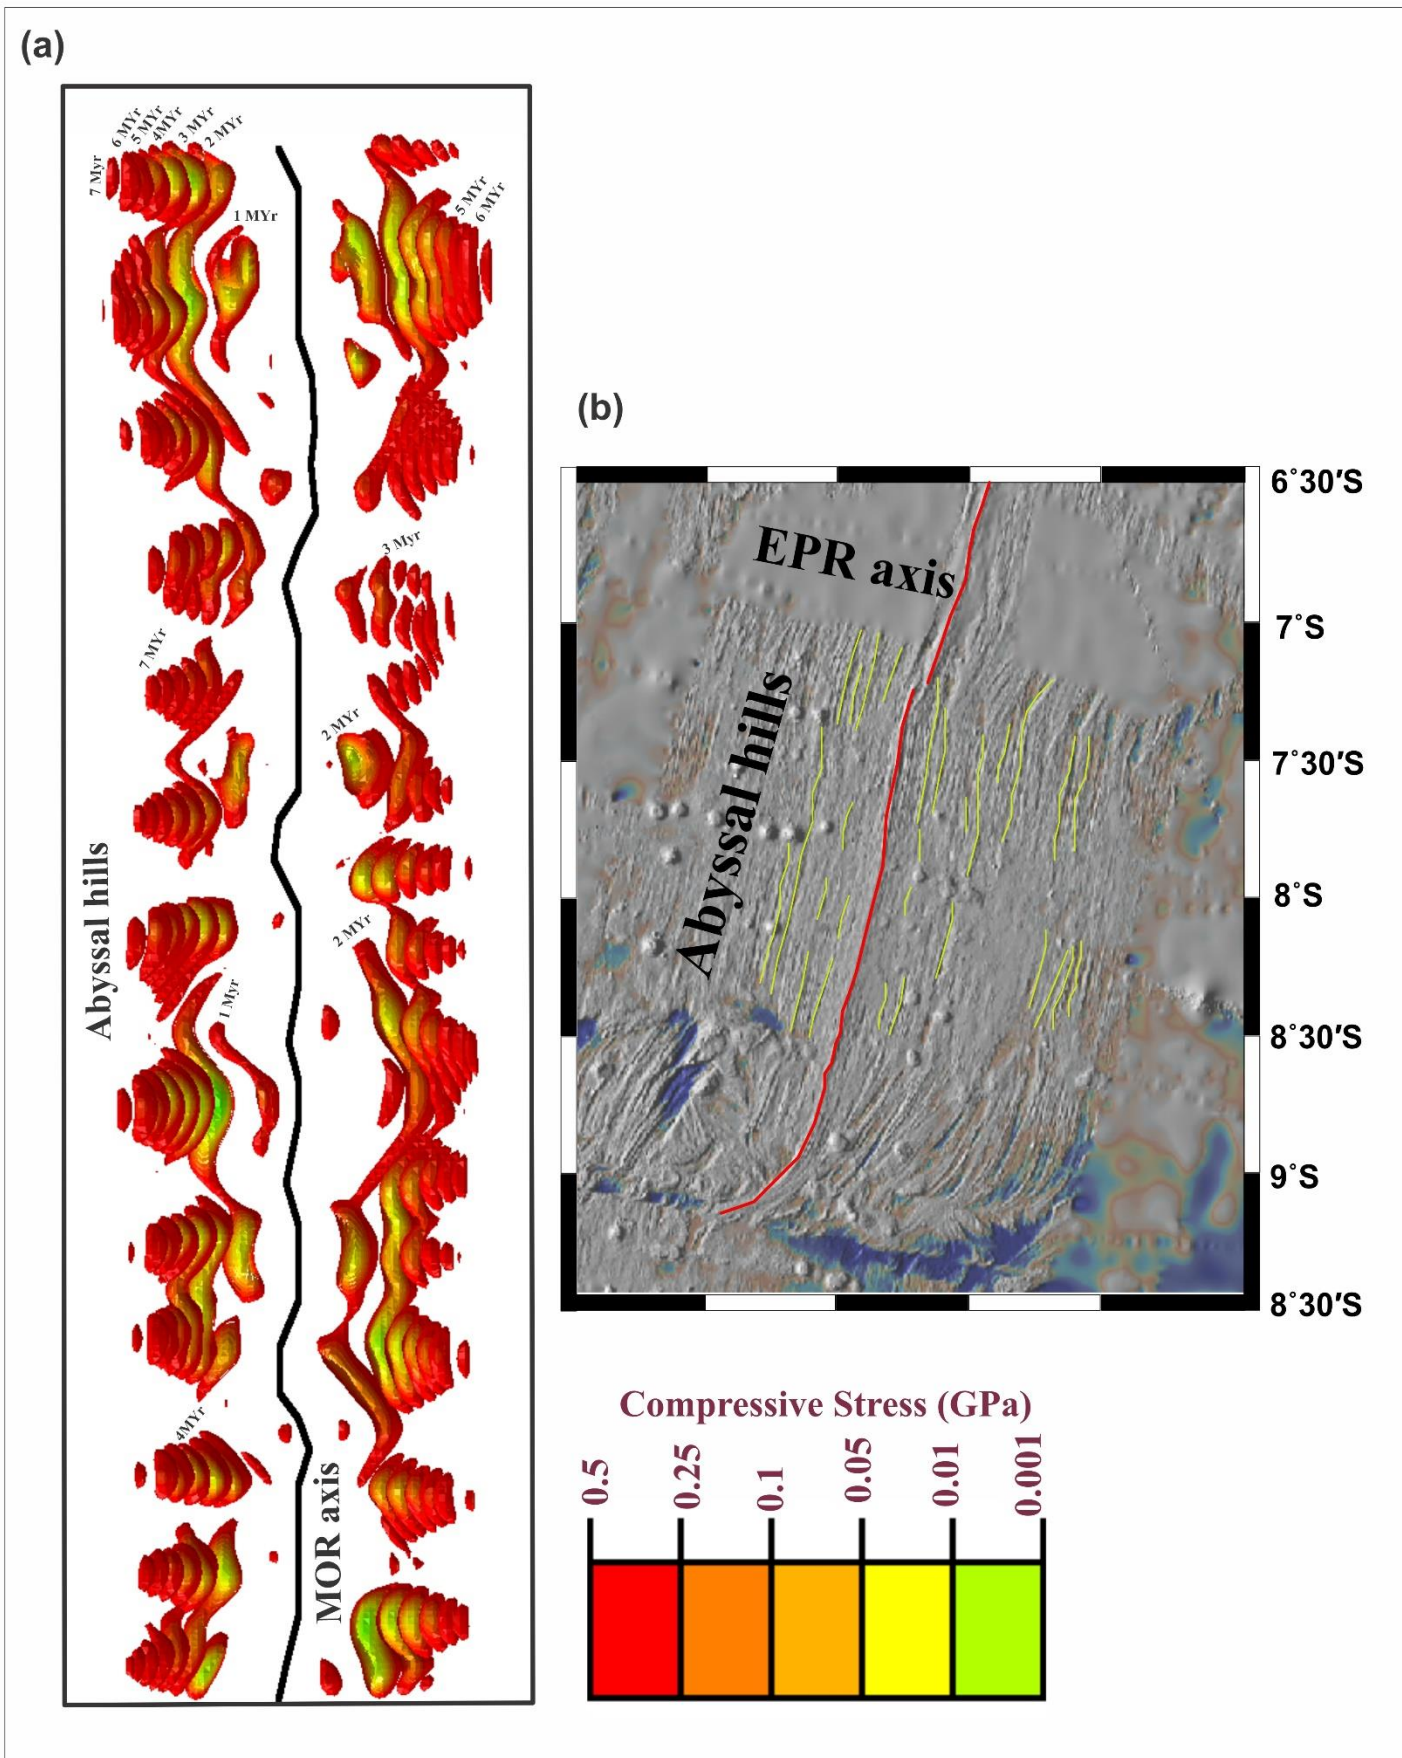 (a)
6 MYr
5 MYr
4MYr
3 MYr
2 MYr
7 Myr
1 MYr
5 MYr
6 MYr
3 Myr
7 MYr
2 MYr
Abyssal hills
2 MYr
1 Myr
4MYr
MOR axis
(b)
6˚30′S
EPR axis
7˚S
Abyssal hills
7˚30′S
8˚S
8˚30′S
9˚S
8˚30′S
Compressive Stress (GPa)
0.5
0.25
0.1
0.05
0.01
0.001